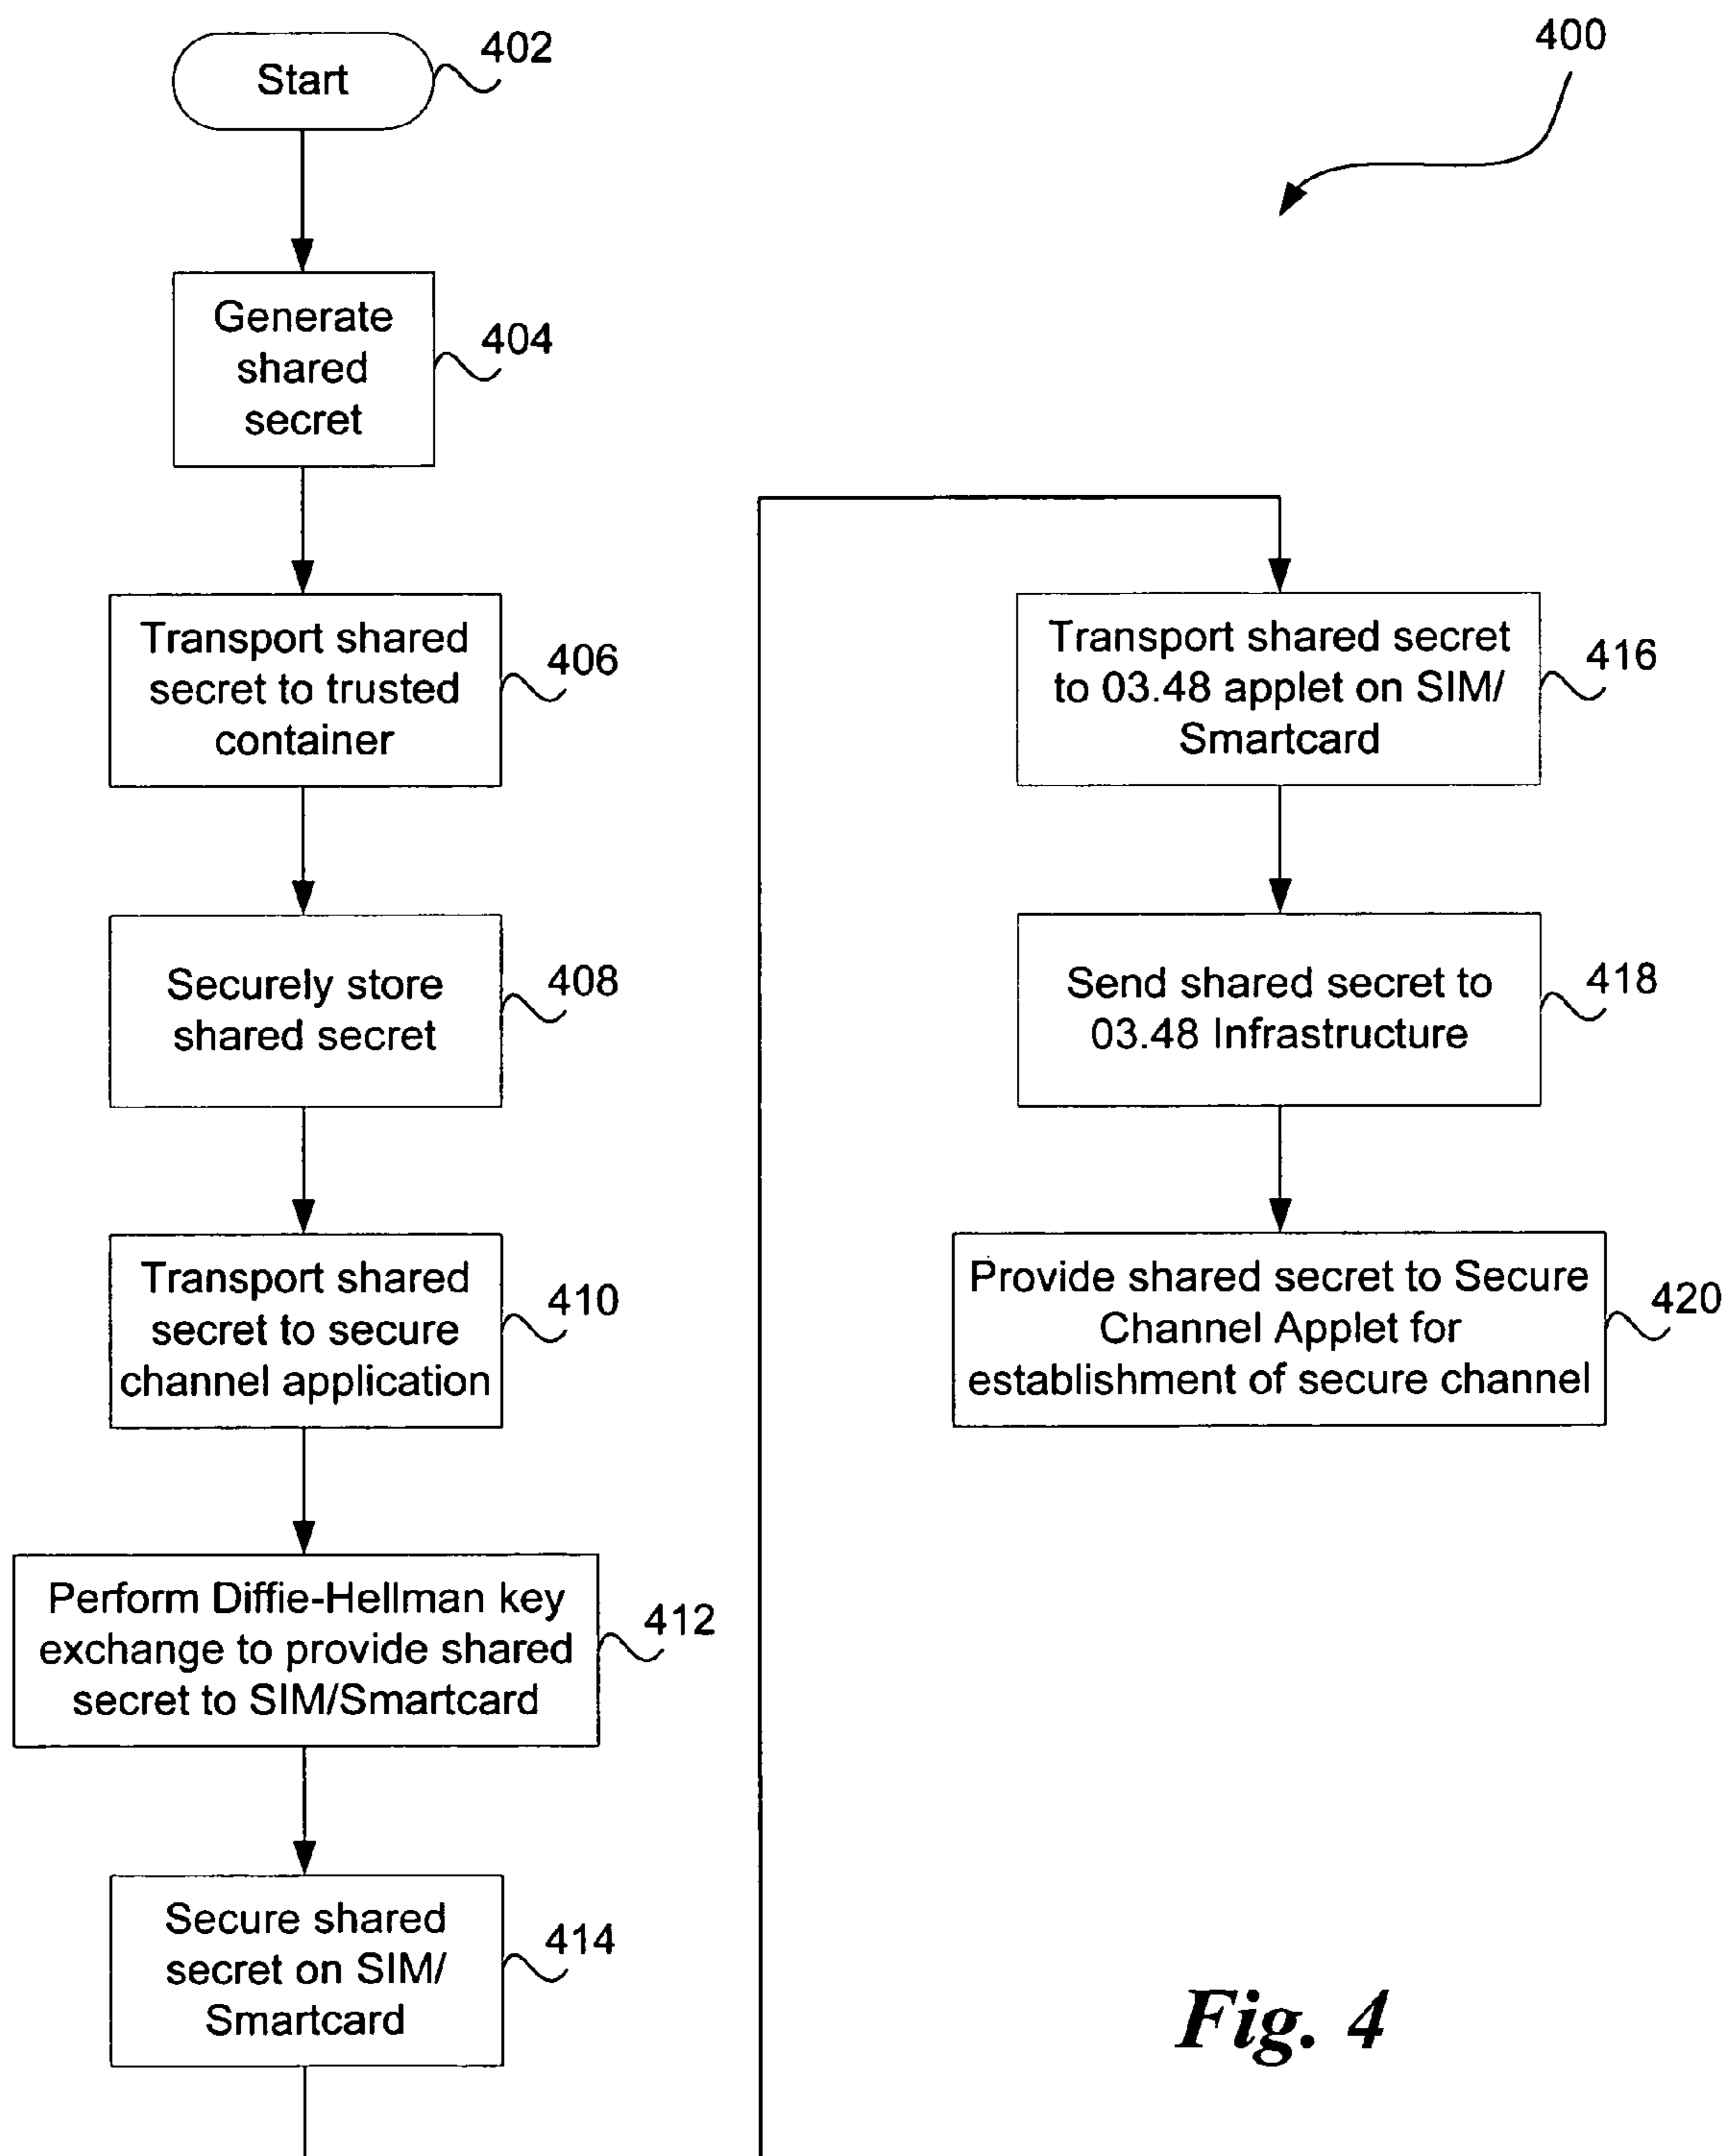 402
Start
400
Generate
shared
secret
404
Transport shared
secret to trusted
container
406
Securely store
shared secret
408
Transport shared
secret to secure
channel application
410
Perform Diffie-Hellman key
exchange to provide shared
secret to SIM/Smartcard
412
Secure shared
secret on SIM/
Smartcard
414
Transport shared secret
to 03.48 applet on SIM/
Smartcard
416
Send shared secret to
03.48 Infrastructure
418
Provide shared secret to Secure
Channel Applet for
establishment of secure channel
420
Fig. 4